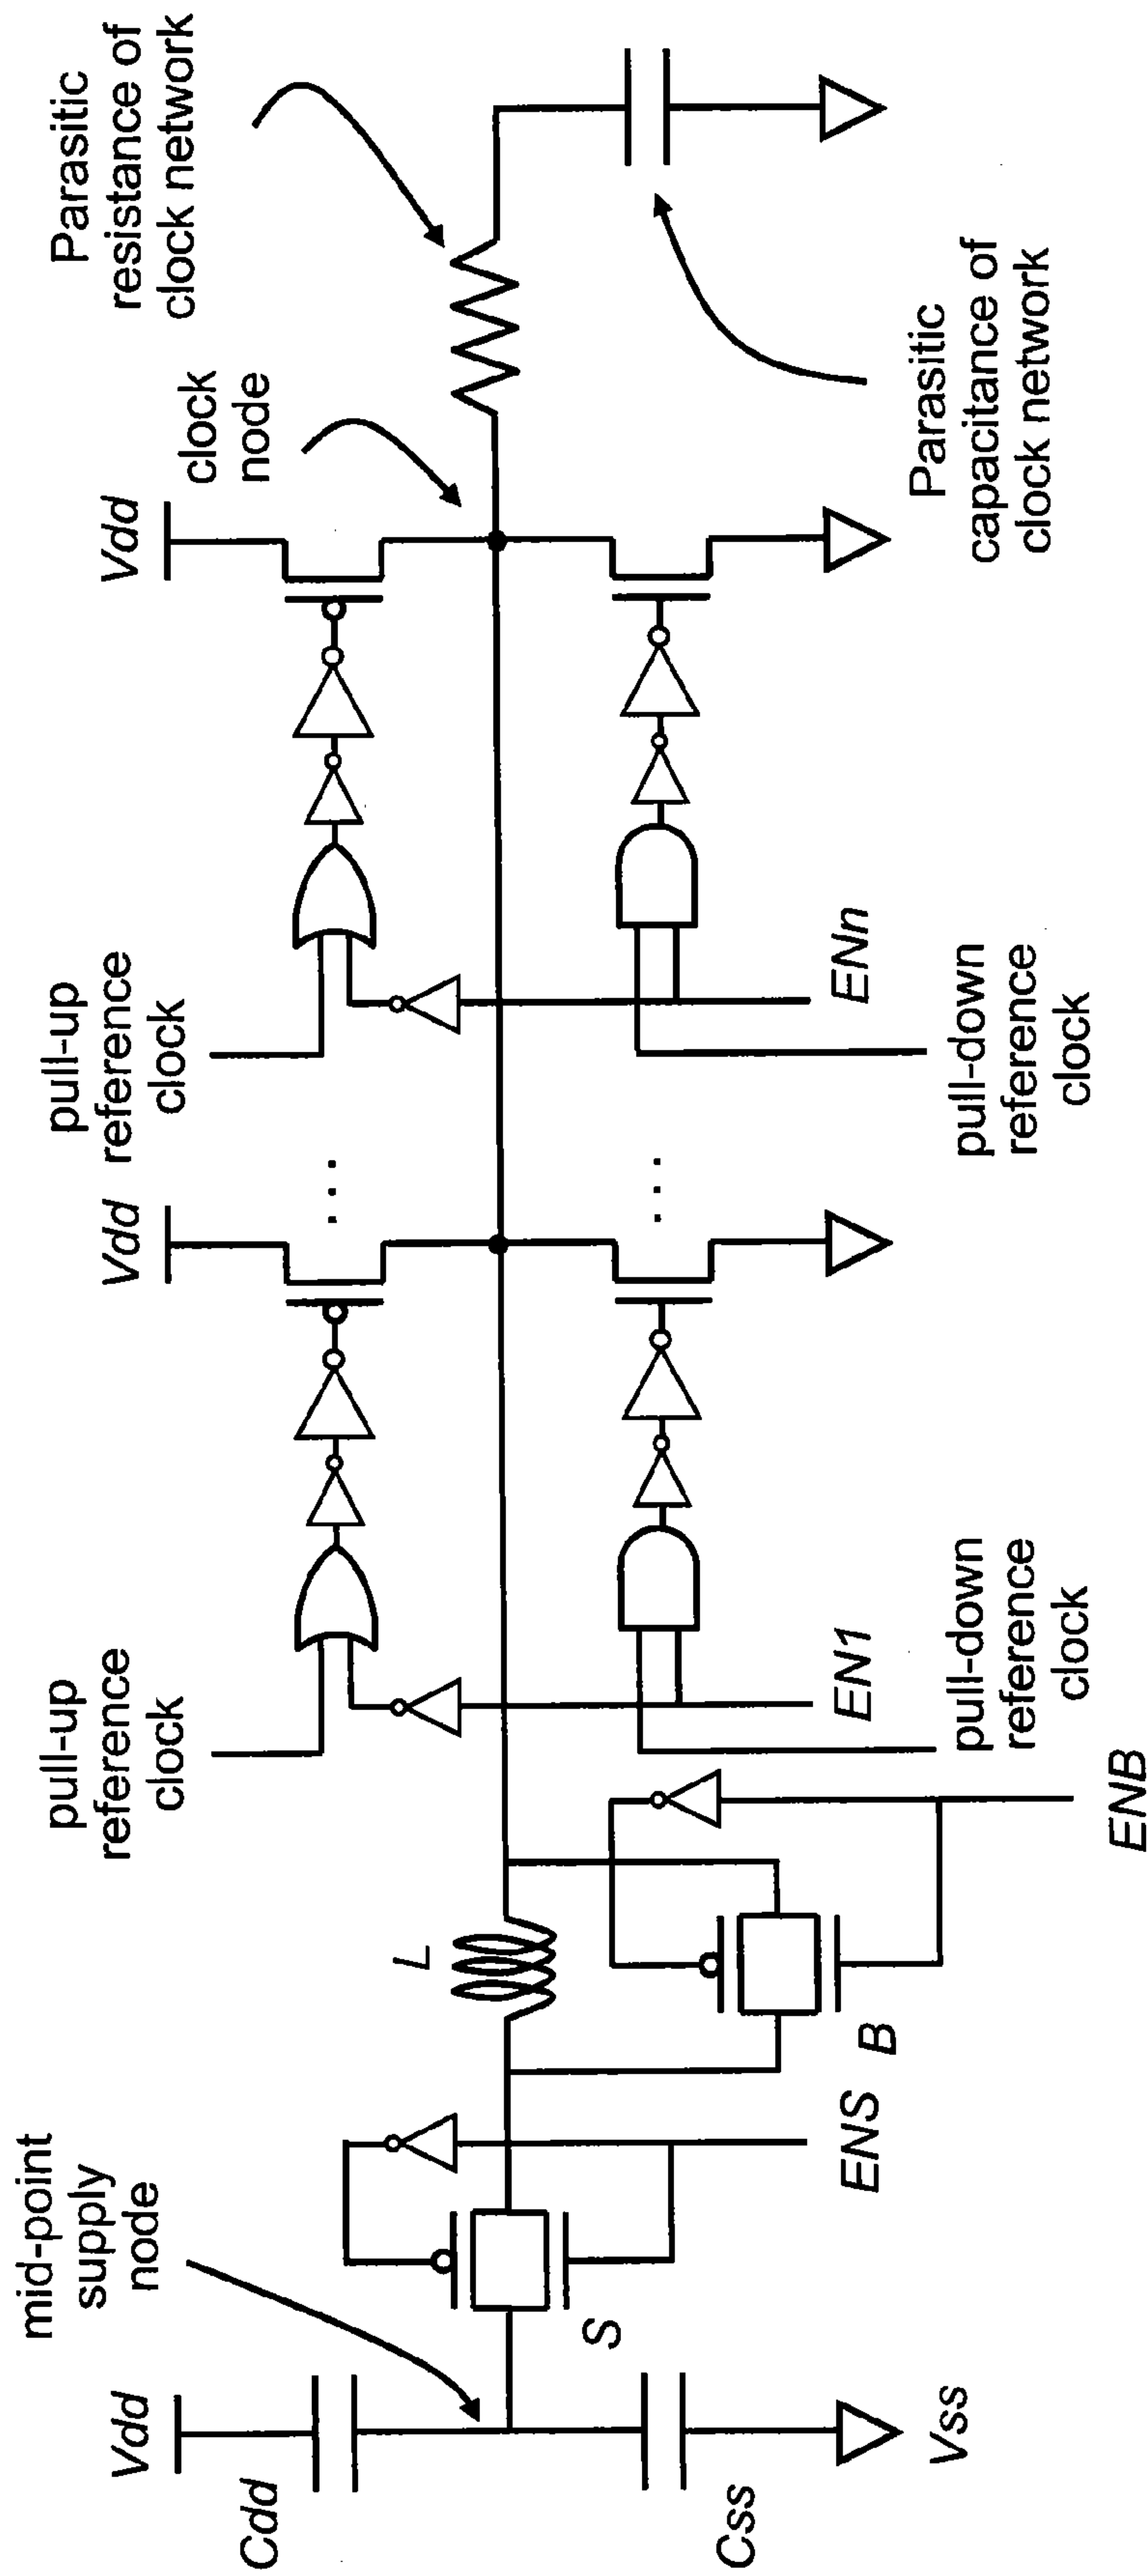 Vdd
Cdd
mid-point
supply
node
S
Css
Vss
ENS
L
B
ENB
pull-up
reference
clock
EN1
pull-down
reference
clock
Vdd
...
...
pull-up
reference
clock
ENn
pull-down
reference
clock
Vdd
clock
node
Parasitic
resistance of
clock network
Parasitic
capacitance of
clock network